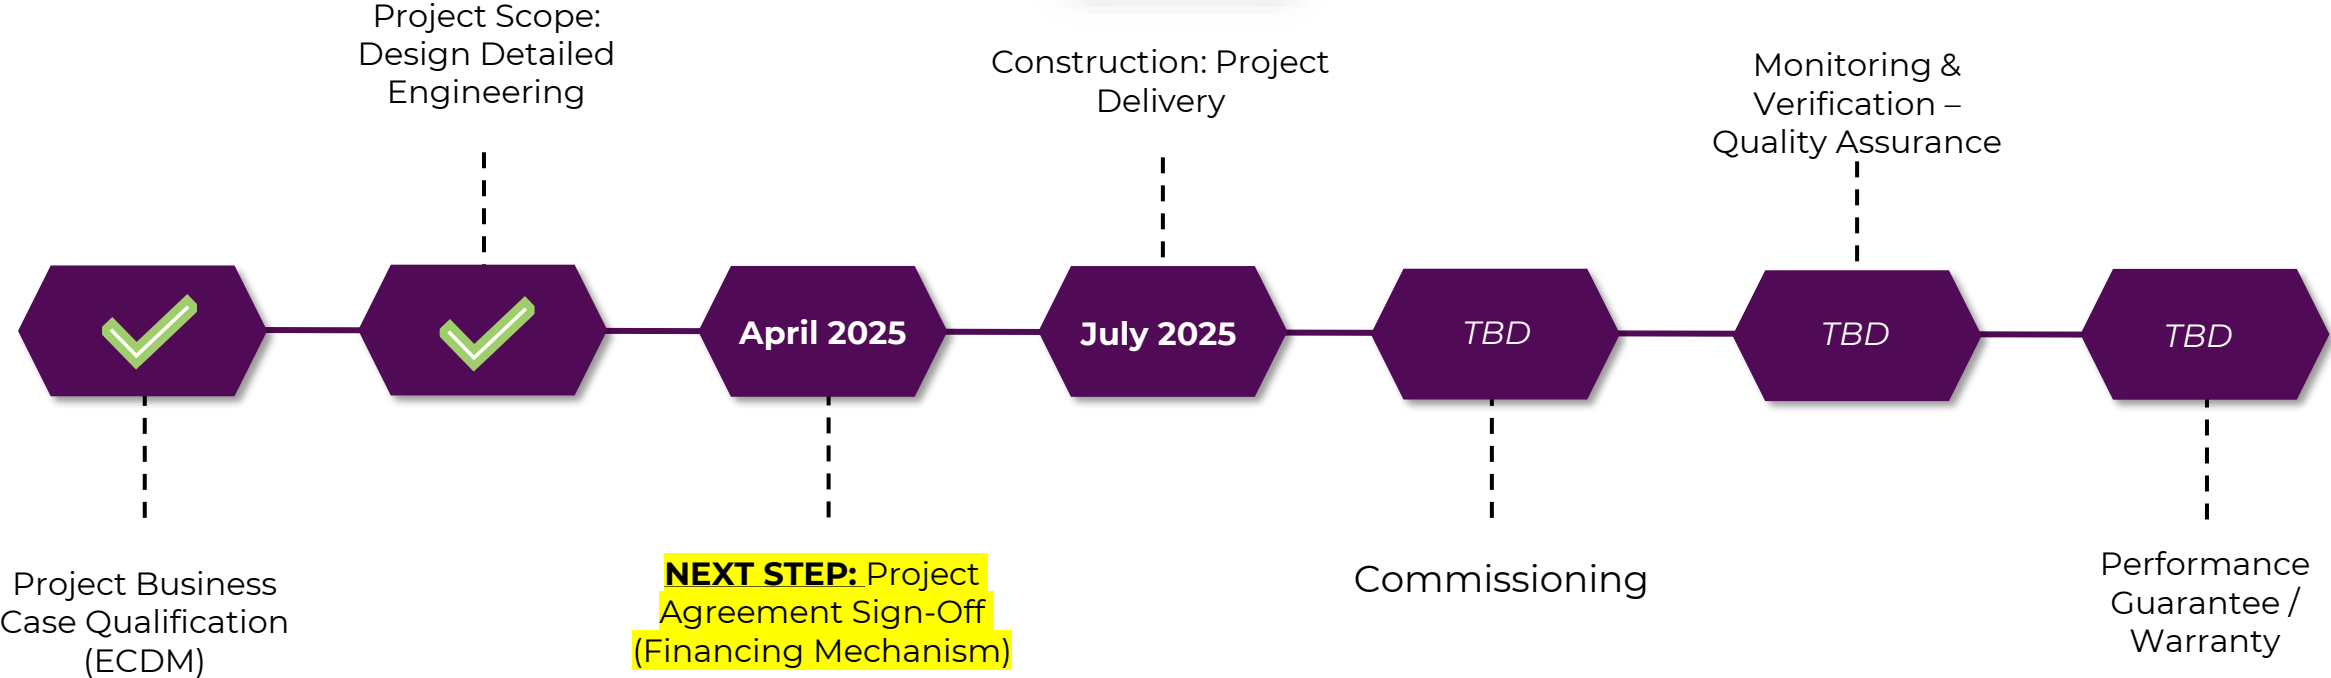 Project Scope:
Design Detailed
Engineering
Construction: Project
Delivery
Monitoring &
Verification –
Quality Assurance
April 2025
July 2025
TBD
TBD
TBD
Project Business
Case Qualification
(ECDM)
NEXT STEP: Project
Agreement Sign-Off
(Financing Mechanism)
Commissioning
Performance
Guarantee /
Warranty